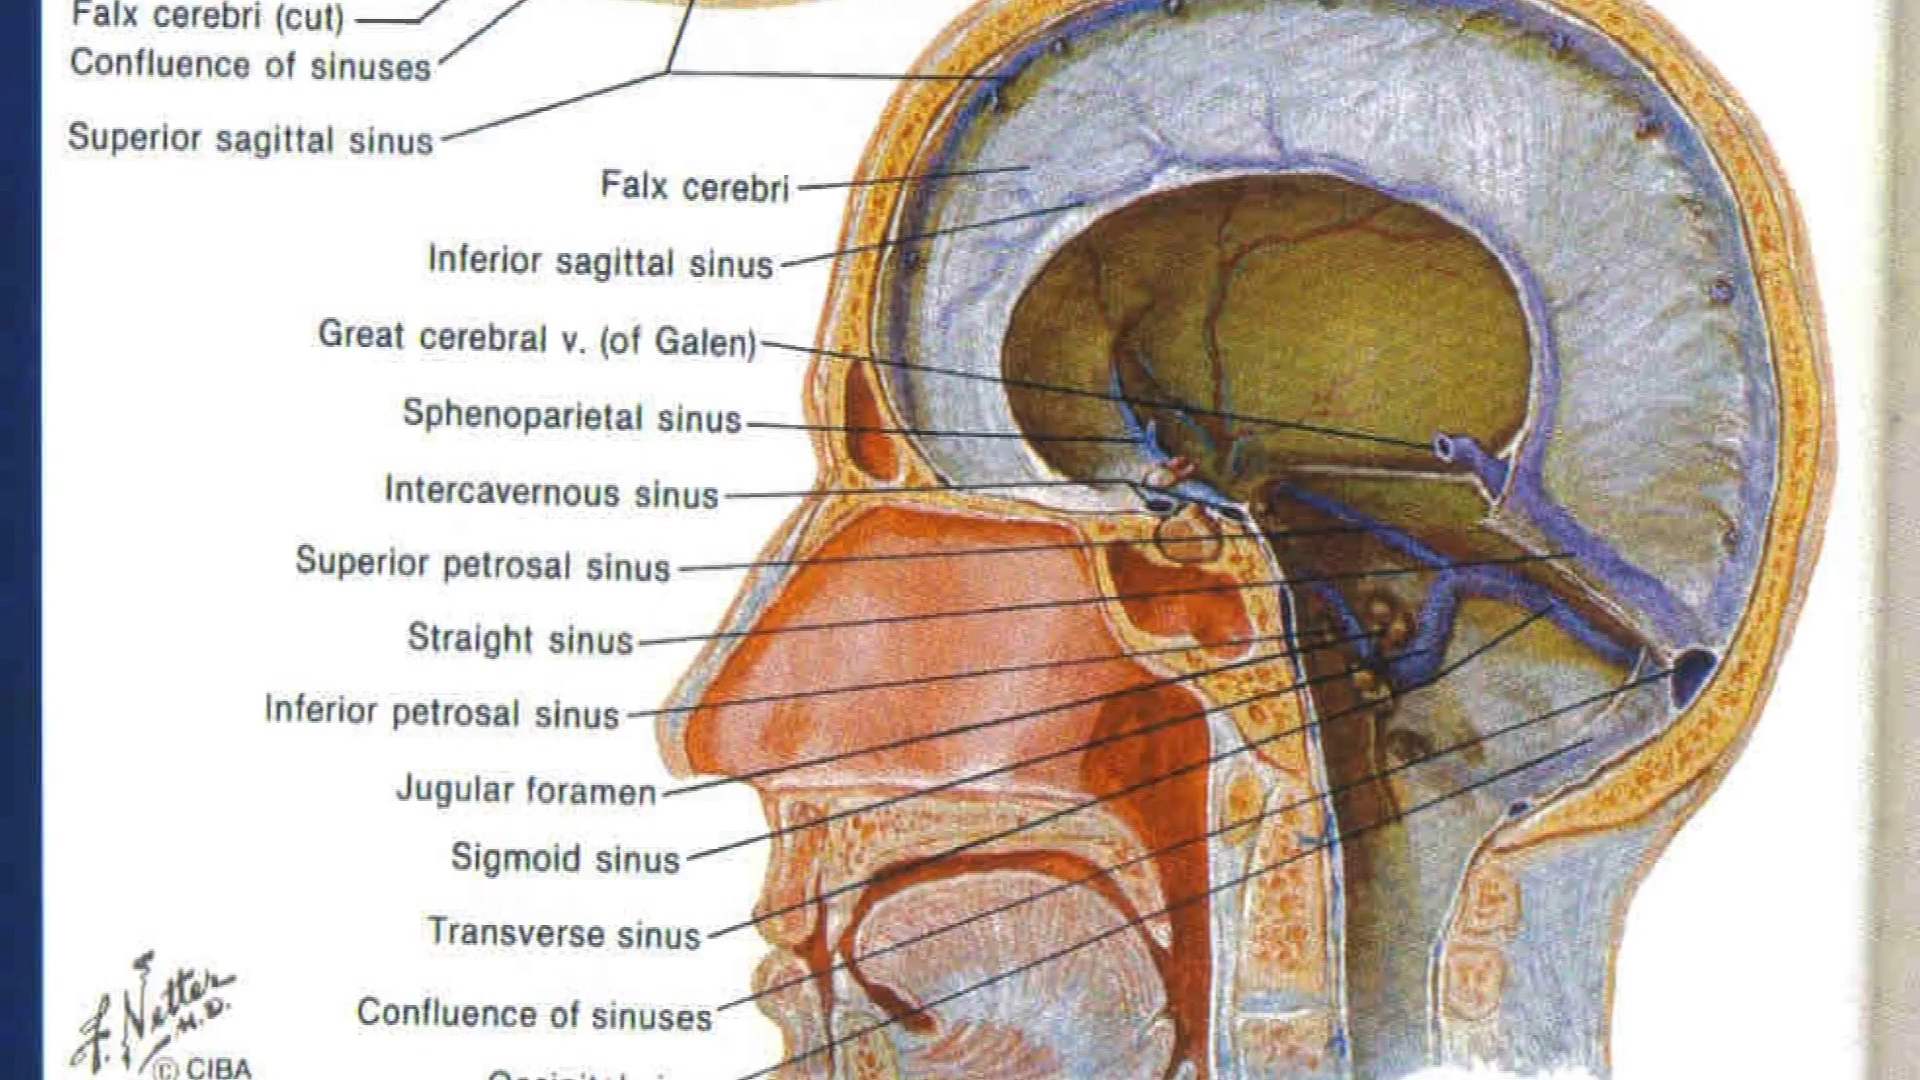 Falx cerebri (cut)
Confluence of sinuses
Superior sagittal sinus
Falx cerebri
Inferior sagittal sinus
Great cerebral v. (of Galen)
Sphenoparietal sinus
Intercavernous sinus
Superior petrosal sinus
Straight sinus
Inferior petrosal sinus
Jugular foramen
Sigmoid sinus
Transverse sinus
Confluence of sinuses
F. Netter
M.D.
© CIBA